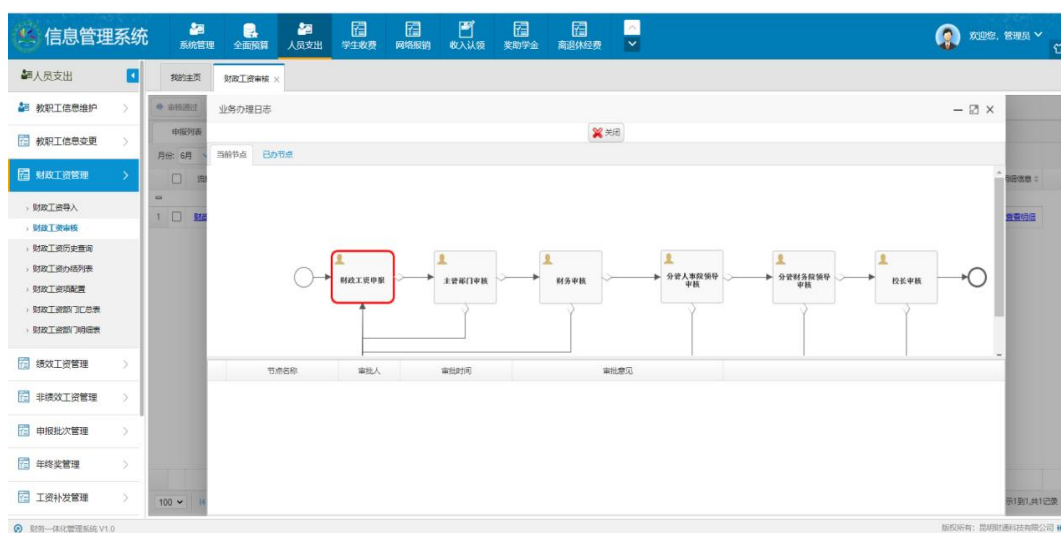 信息管理系统
系统管理 全面预算 人员支出 学生收费 网络报销 收入认领 奖助学金 离退休经费
欢迎您，管理员
人员支出
我的主页 财政工资审核
教职工信息维护
教职工信息变更
财政工资管理
财政工资导入
财政工资审核
财政工资历史查询
财政工资办结列表
财政工资项配置
财政工资部门汇总表
财政工资部门明细表
绩效工资管理
非绩效工资管理
申报批次管理
年终奖管理
工资补发管理
审核通过
申报列表
月份: 6月
1 财政
查看明细
100
示1到1,共1记录
业务办理日志
关闭
当前节点 已办节点
财政工资申报 主管部门审核 财务审核 分管人事院领导审核 分管财务院领导审核 校长审核
节点名称 审批人 审批时间 审批意见
财务一体化管理系统 V1.0
版权所有：昆明财通科技有限公司